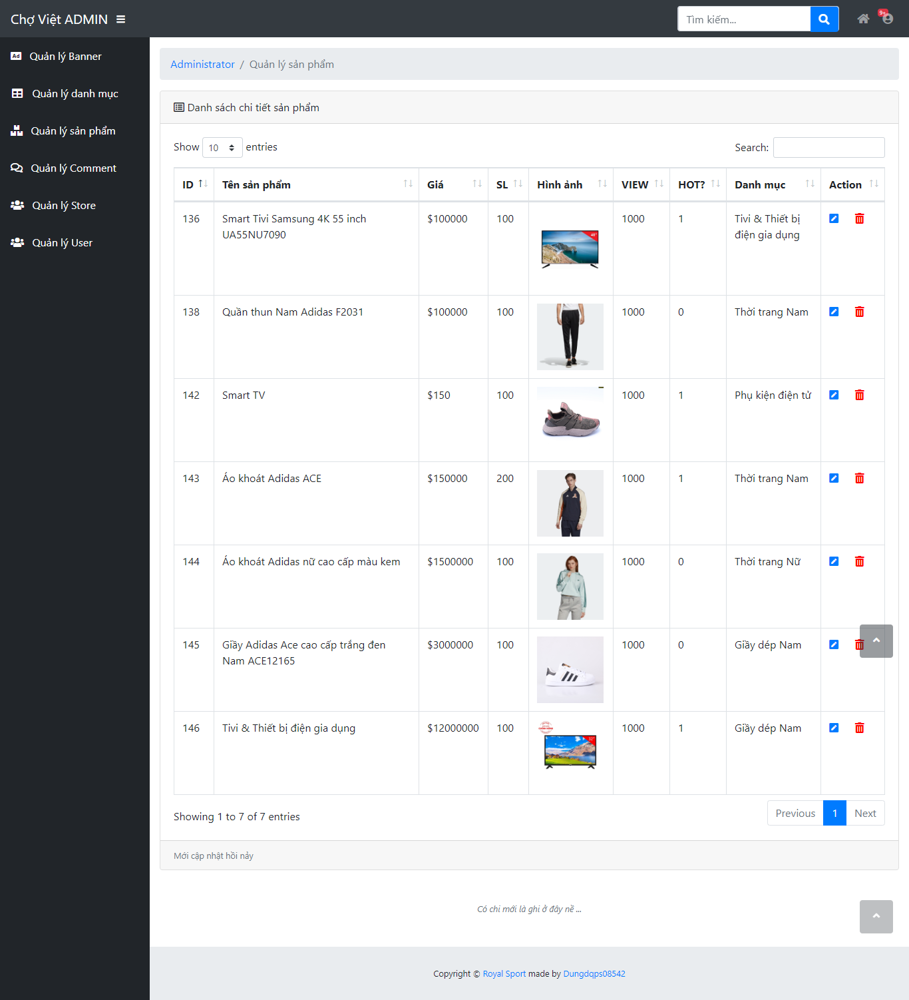 Chợ Việt ADMIN
Tìm kiếm...
9+
Quản lý Banner
Quản lý danh mục
Quản lý sản phẩm
Quản lý Comment
Quản lý Store
Quản lý User
Administrator / Quản lý sản phẩm
Danh sách chi tiết sản phẩm
Show 10 entries
Search:
ID Tên sản phẩm Giá SL Hình ảnh VIEW HOT? Danh mục Action
136 Smart Tivi Samsung 4K 55 inch UA55NU7090 $100000 100 1000 1 Tivi & Thiết bị điện gia dụng
138 Quần thun Nam Adidas F2031 $100000 100 1000 0 Thời trang Nam
142 Smart TV $150 100 1000 1 Phụ kiện điện tử
143 Áo khoát Adidas ACE $150000 200 1000 1 Thời trang Nam
144 Áo khoát Adidas nữ cao cấp màu kem $1500000 100 1000 0 Thời trang Nữ
145 Giầy Adidas Ace cao cấp trắng đen Nam ACE12165 $3000000 100 1000 0 Giầy dép Nam
146 Tivi & Thiết bị điện gia dụng $12000000 100 1000 1 Giầy dép Nam
Showing 1 to 7 of 7 entries
Previous 1 Next
Mới cập nhật hồi nảy
Có chi mới là ghi ở đây nề ...
Copyright © Royal Sport made by Dungdqps08542